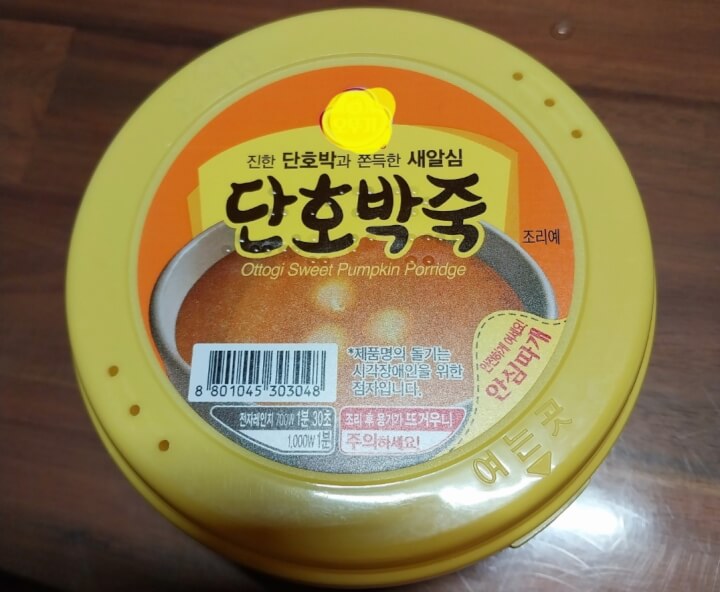 진한 단호박과 쫀득한 새알심
단호박죽
조리예
Ottogi Sweet Pumpkin Porridge
*제품명의 돌기는
시각장애인을 위한
점자입니다.
안전하게 여세요!
안심따개
8 801045 303048
전자레인지 700W 1분 30초
1,000W 1분
조리 후 용기가 뜨거우니
주의하세요!
여는곳